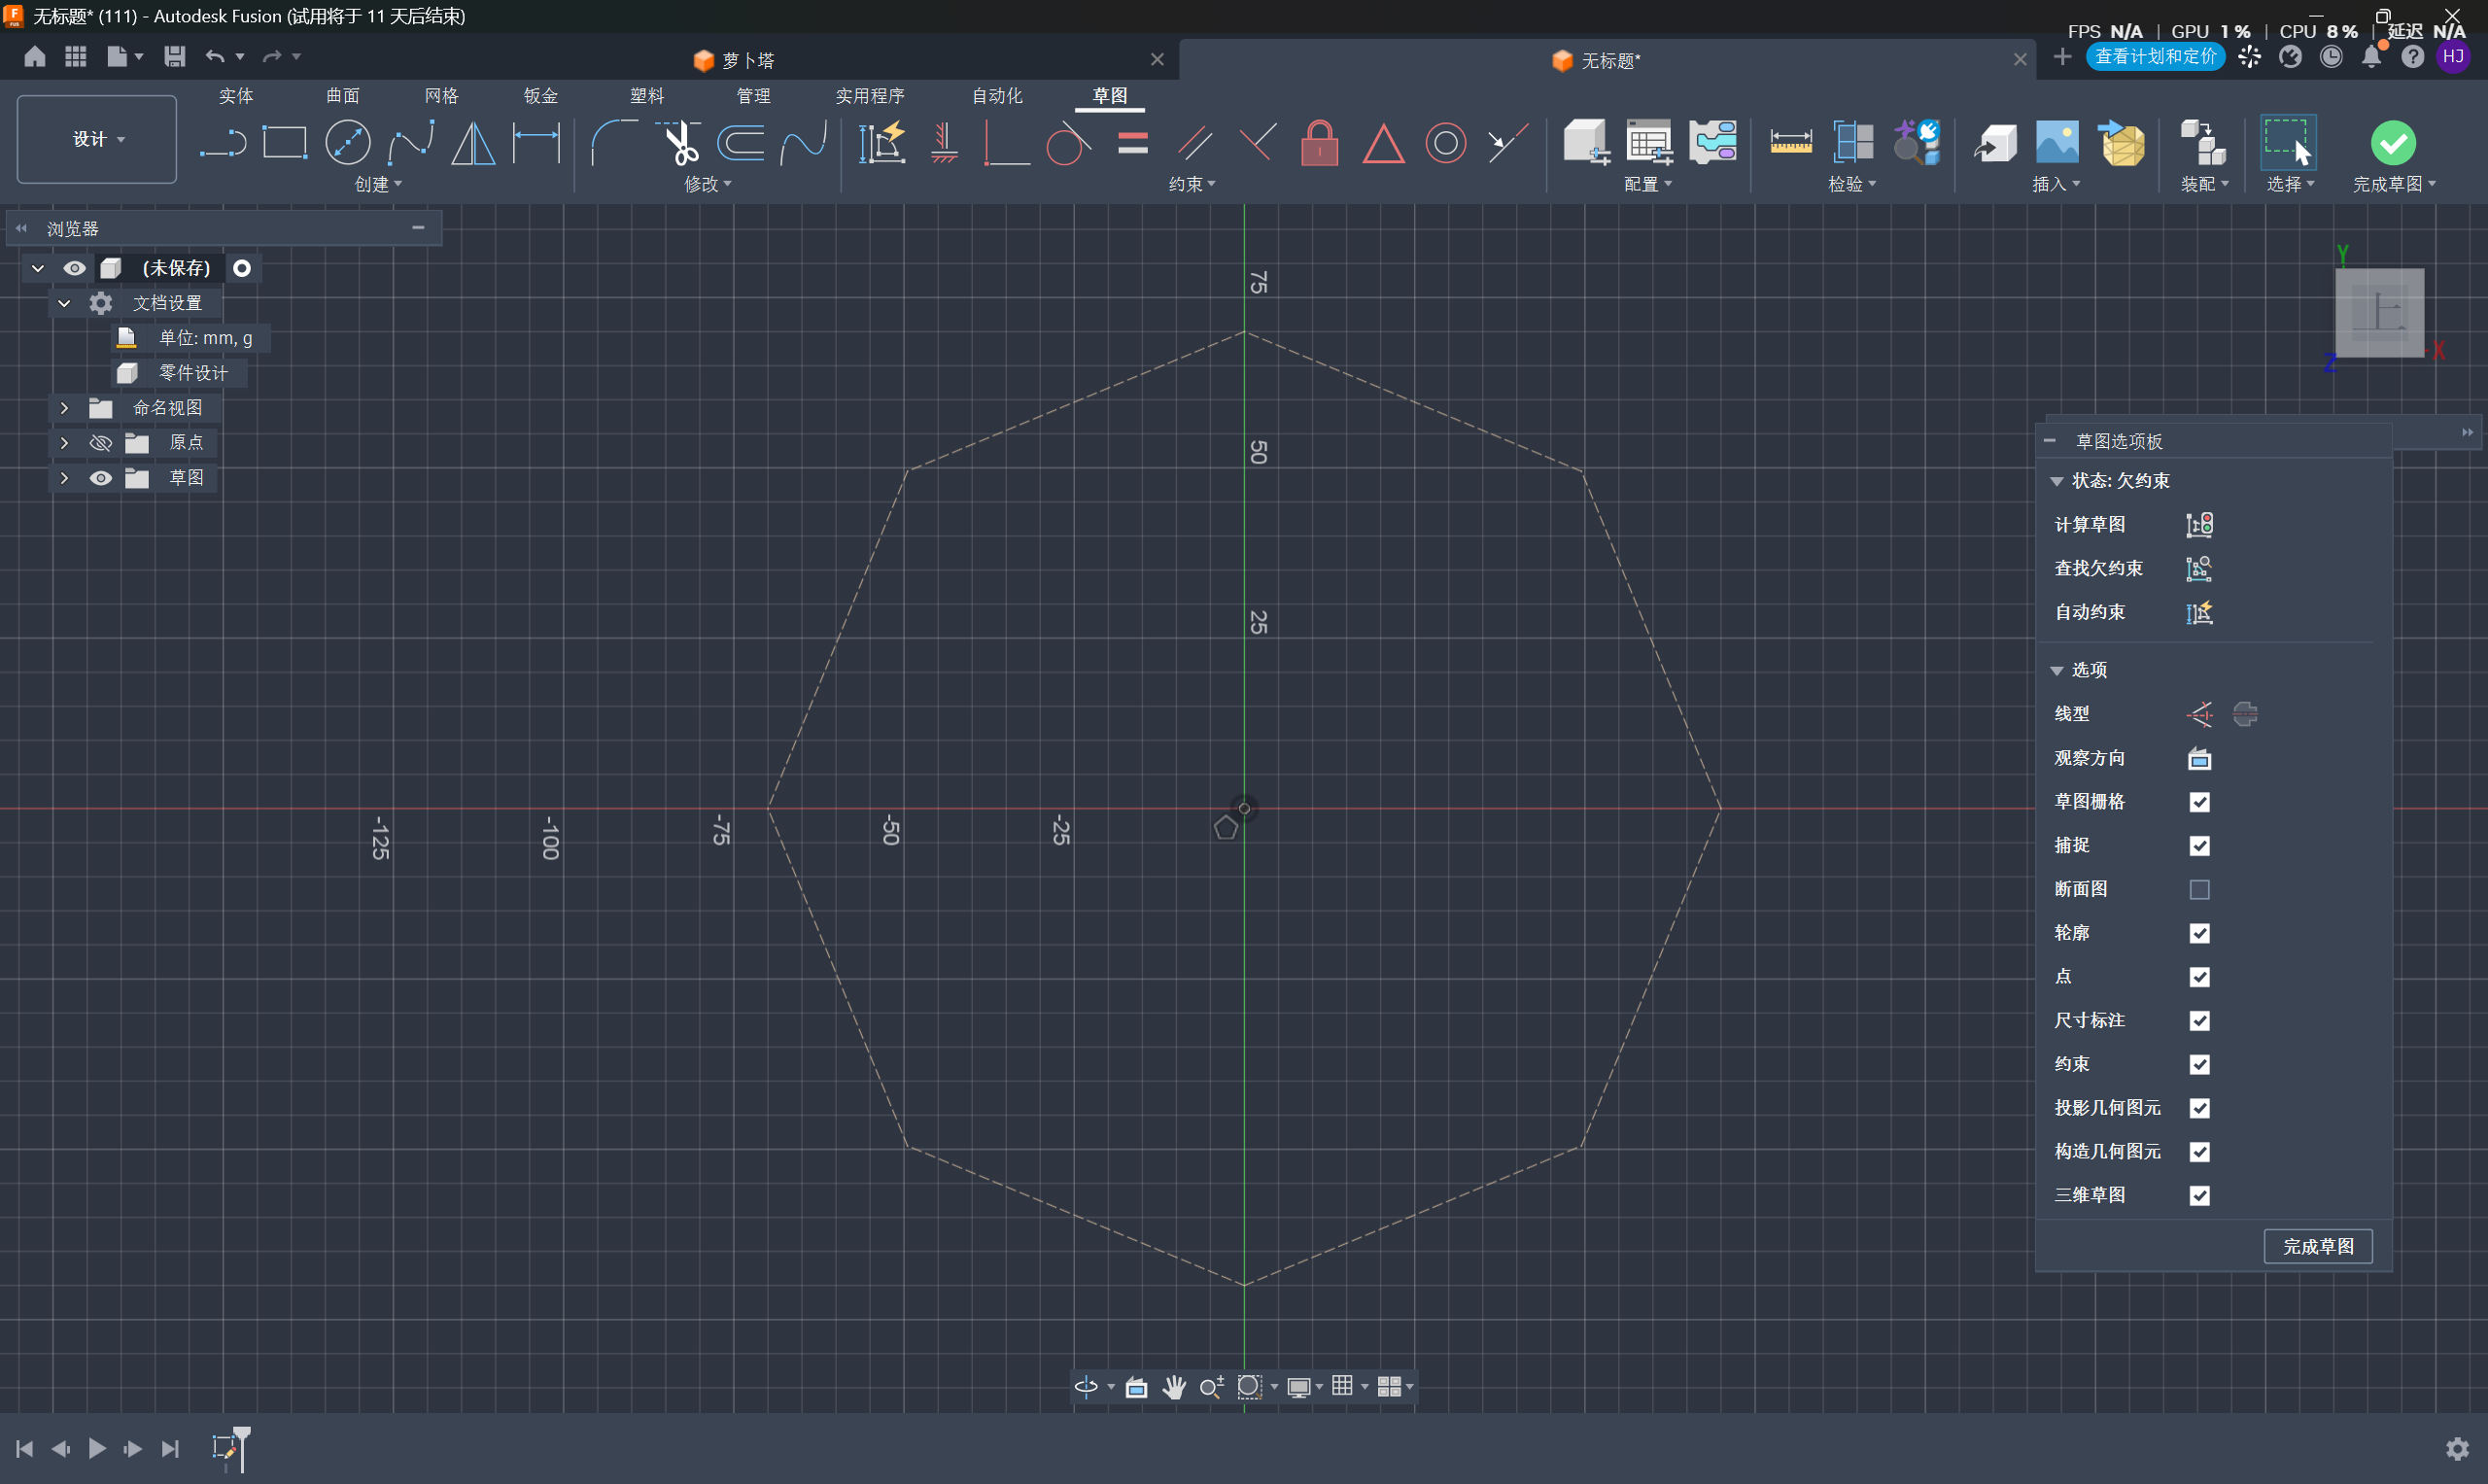 无标题* (111) - Autodesk Fusion (试用将于 11 天后结束)
FPS N/A | GPU 1 % | CPU 8 % | 延迟 N/A
萝卜塔
无标题*
查看计划和定价
HJ
设计
实体
曲面
网格
钣金
塑料
管理
实用程序
自动化
草图
创建
修改
约束
配置
检验
插入
装配
选择
完成草图
浏览器
(未保存)
文档设置
单位: mm, g
零件设计
命名视图
原点
草图
75
50
25
-125
-100
-75
-50
-25
Y
上
Z
X
草图选项板
状态: 欠约束
计算草图
查找欠约束
自动约束
选项
线型
观察方向
草图栅格
捕捉
断面图
轮廓
点
尺寸标注
约束
投影几何图元
构造几何图元
三维草图
完成草图